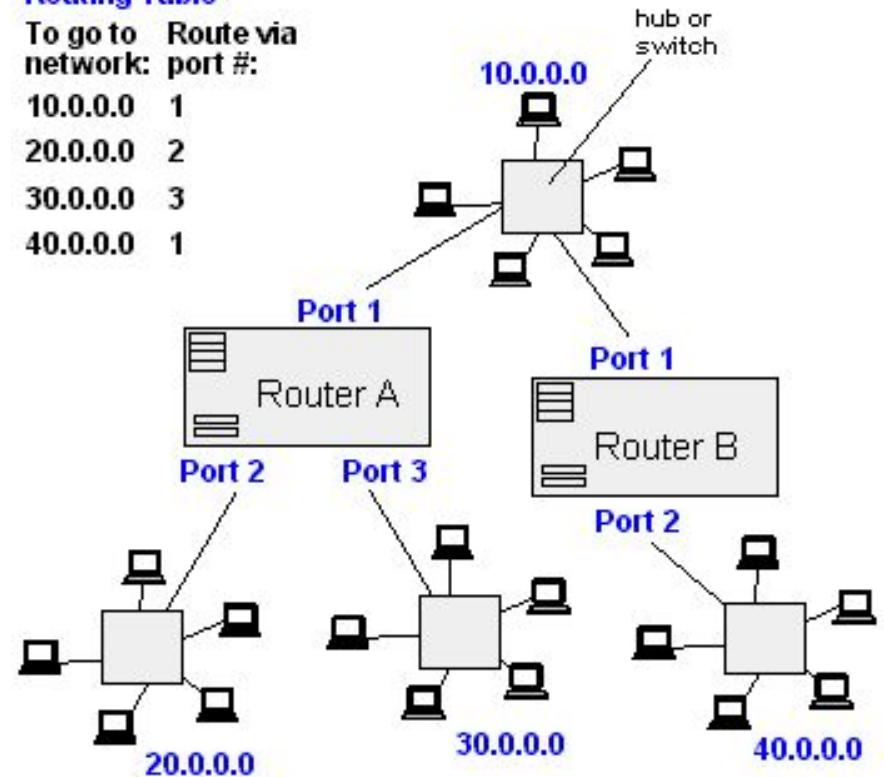 To go to Route via
network: port #:
10.0.0.0 1
20.0.0.0 2
30.0.0.0 3
40.0.0.0 1
hub or
switch
10.0.0.0
Port 1
Router A
Port 2 Port 3
Port 1
Router B
Port 2
20.0.0.0
30.0.0.0
40.0.0.0